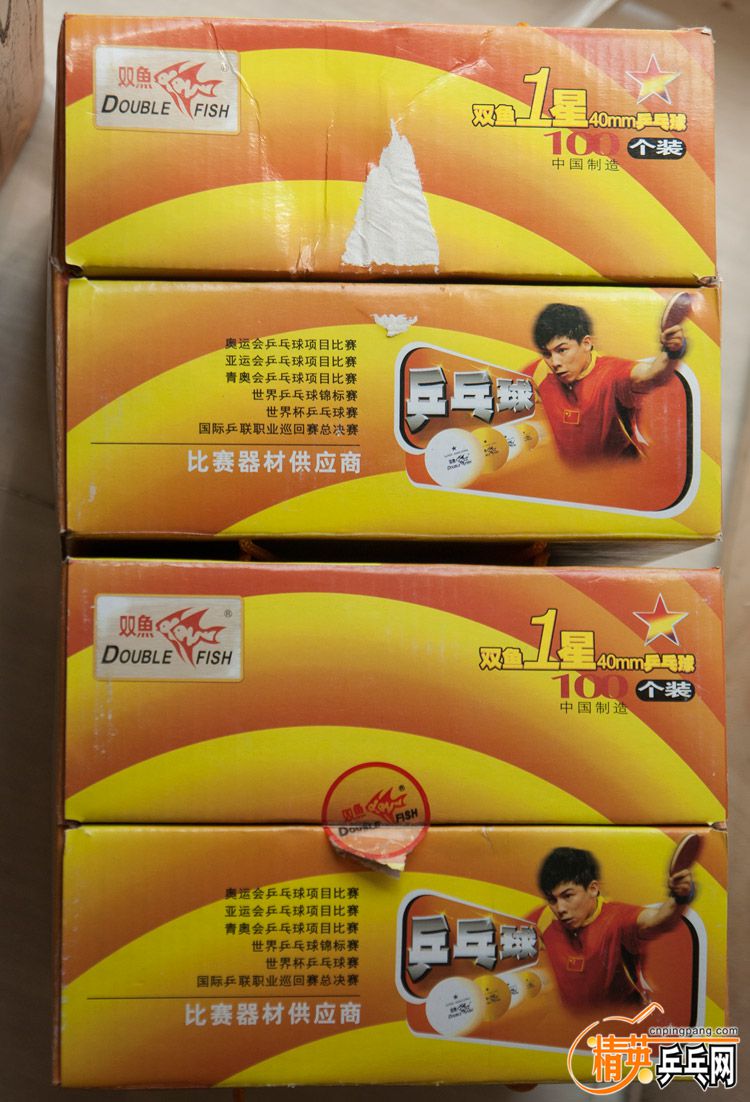 双魚
DOUBLE FISH
®
双鱼1星40mm乒乓球
100个装
中国制造
奥运会乒乓球项目比赛
亚运会乒乓球项目比赛
青奥会乒乓球项目比赛
世界乒乓球锦标赛
世界杯乒乓球赛
国际乒联职业巡回赛总决赛
比赛器材供应商
乒乓球
双魚
DOUBLE FISH
®
双鱼1星40mm乒乓球
100个装
中国制造
双魚
DOUBLE FISH
®
奥运会乒乓球项目比赛
亚运会乒乓球项目比赛
青奥会乒乓球项目比赛
世界乒乓球锦标赛
世界杯乒乓球赛
国际乒联职业巡回赛总决赛
比赛器材供应商
乒乓球
cnpingpang.com
精英乒乓网